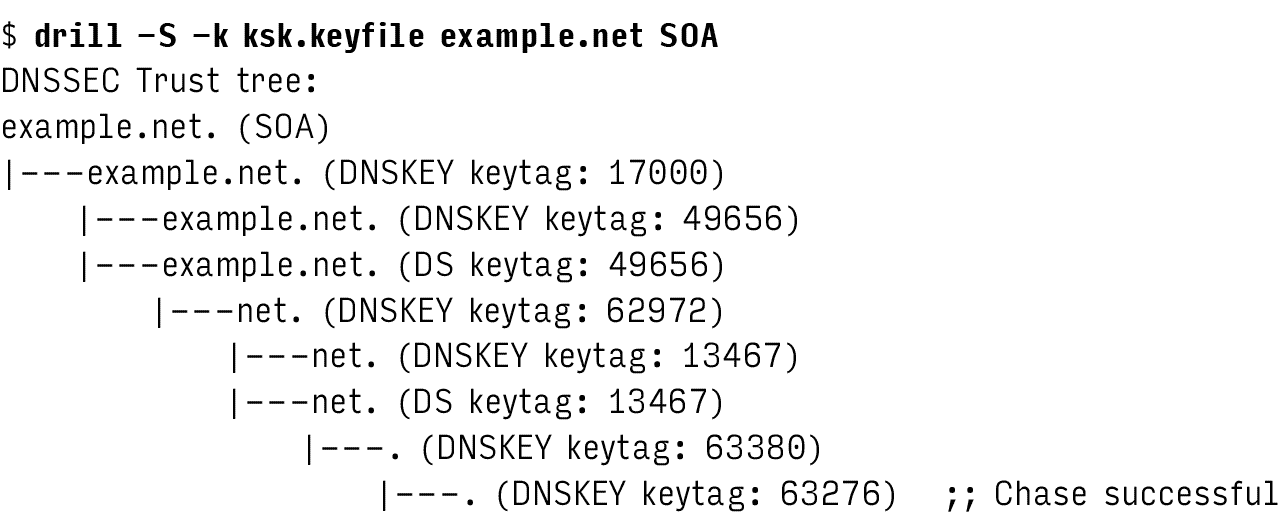 $ drill -S -k ksk.keyfile example.net SOA
DNSSEC Trust tree:
example.net. (SOA)
|---example.net. (DNSKEY keytag: 17000)
    |---example.net. (DNSKEY keytag: 49656)
    |---example.net. (DS keytag: 49656)
        |---net. (DNSKEY keytag: 62972)
            |---net. (DNSKEY keytag: 13467)
            |---net. (DS keytag: 13467)
                |---. (DNSKEY keytag: 63380)
                    |---. (DNSKEY keytag: 63276)   ;; Chase successful